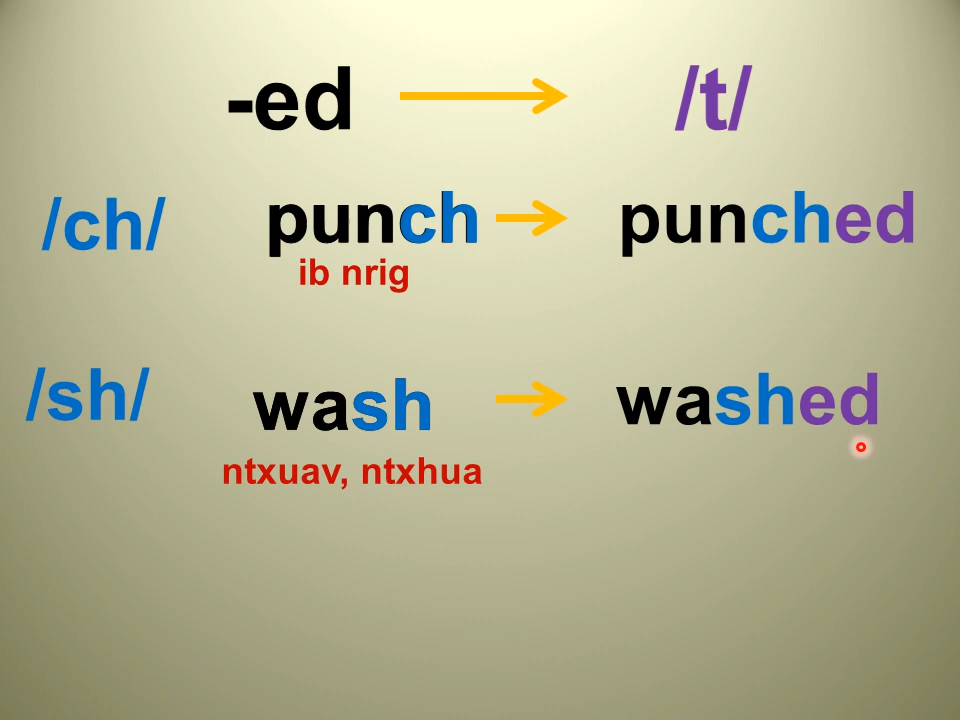 -ed /t/
/ch/ punch punched
ib nrig
/sh/ wash washed
ntxuav, ntxhua